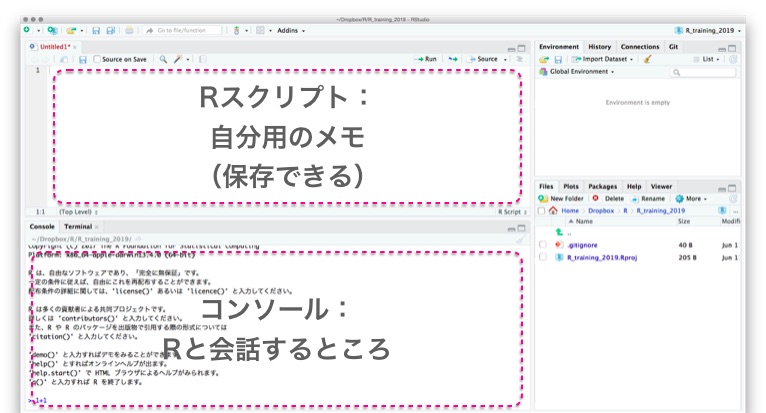 ~/Dropbox/R/R_training_2019 - RStudio
Go to file/function
Addins
R_training_2019
Untitled1*
Source on Save
Run
Source
1
Rスクリプト：
自分用のメモ
（保存できる）
1:1
(Top Level)
R Script
Environment
History
Connections
Git
Import Dataset
List
Global Environment
Environment is empty
Files
Plots
Packages
Help
Viewer
New Folder
Delete
Rename
More
Home
Dropbox
R
R_training_2019
...
Name
Size
Modifi
..
.gitignore
40 B
Jun 1
R_training_2019.Rproj
205 B
Jun 1
Console
Terminal
~/Dropbox/R/R_training_2019/
Copyright (C) 2017 The R Foundation for Statistical Computing
Platform: x86_64-apple-darwin13.4.0 (64-bit)
R は、自由なソフトウェアであり、「完全に無保証」です。
一定の条件に従えば、自由にこれを再配布することができます。
配布条件の詳細に関しては、'license()' あるいは 'licence()' と入力してください。
R は多くの貢献者による共同プロジェクトです。
詳しくは 'contributors()' と入力してください。
また、R や R のパッケージを出版物で引用する際の形式については
'citation()' と入力してください。
'demo()' と入力すればデモをみることができます。
'help()' とすればオンラインヘルプが出ます。
'help.start()' で HTML ブラウザによるヘルプがみられます。
'q()' と入力すれば R を終了します。
> 1+1
コンソール：
Rと会話するところ